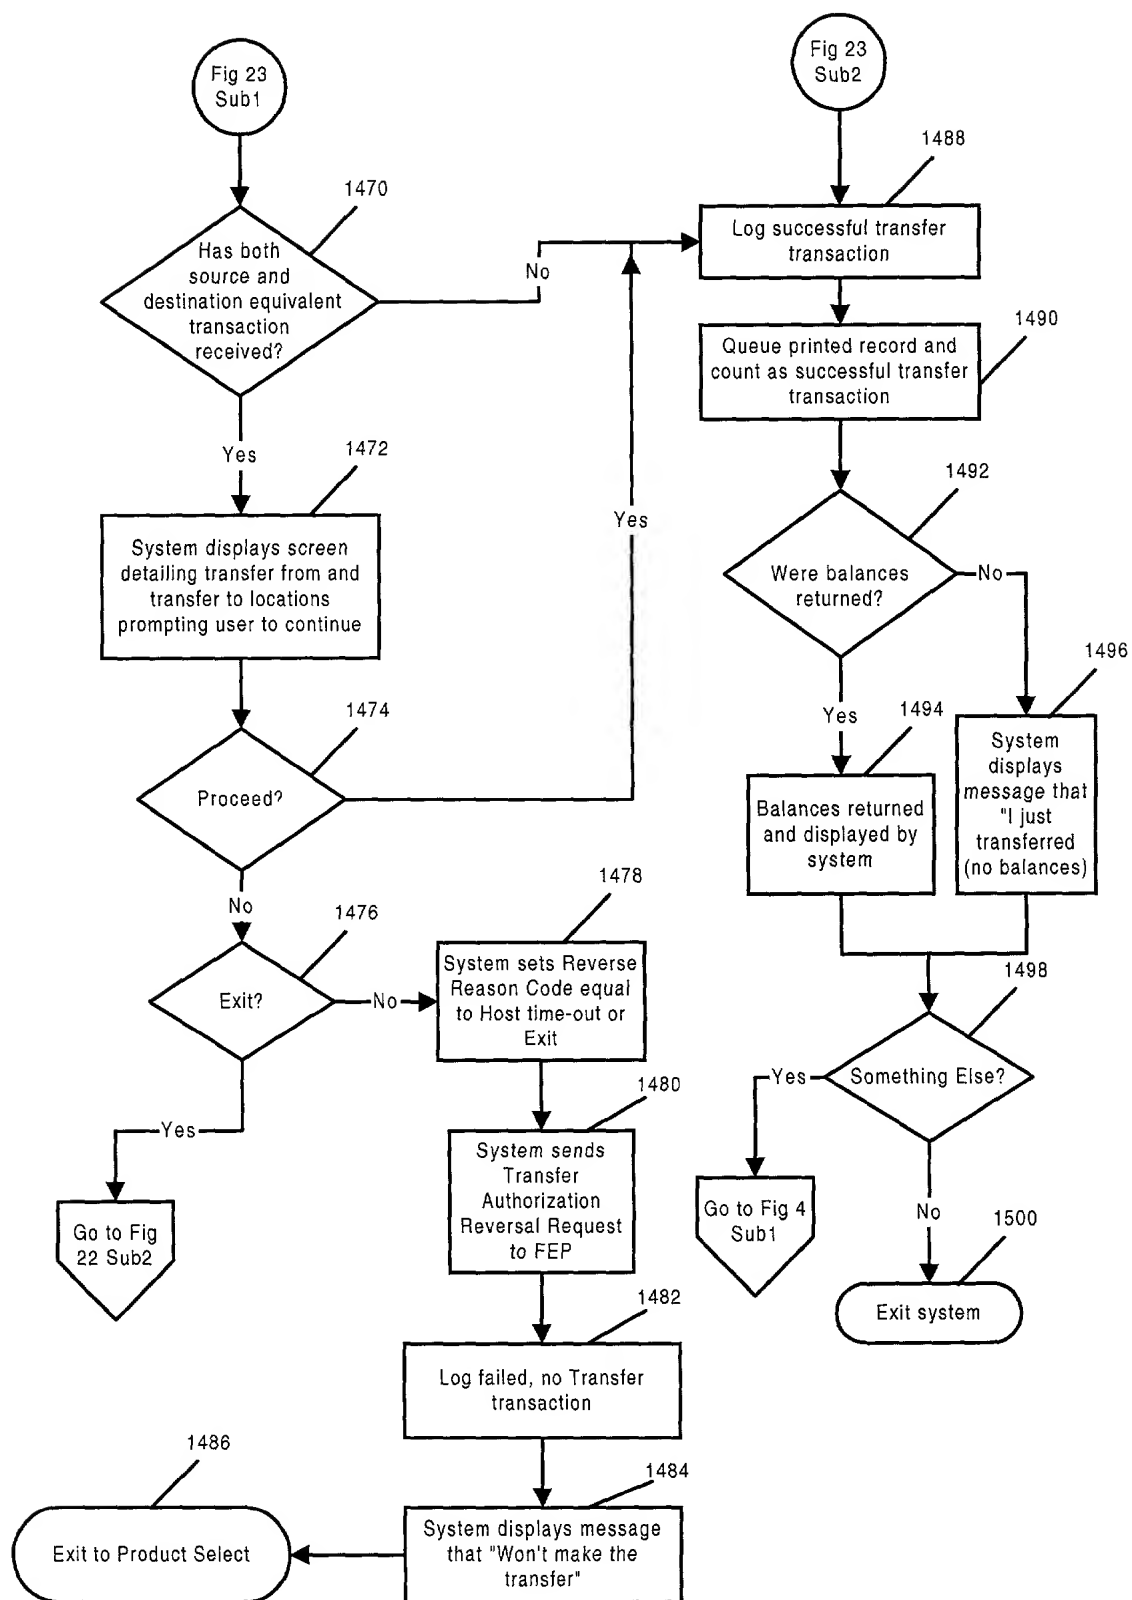 Fig 23
Sub1
1470
Has both
source and
destination equivalent
transaction
received?
No
Yes
1472
System displays screen
detailing transfer from and
transfer to locations
prompting user to continue
1474
Proceed?
Yes
No
1476
Exit?
No
Yes
Go to Fig
22 Sub2
1478
System sets Reverse
Reason Code equal
to Host time-out or
Exit
1480
System sends
Transfer
Authorization
Reversal Request
to FEP
1482
Log failed, no Transfer
transaction
1484
System displays message
that "Won't make the
transfer"
1486
Exit to Product Select
Fig 23
Sub2
1488
Log successful transfer
transaction
1490
Queue printed record and
count as successful transfer
transaction
1492
Were balances
returned?
No
Yes
1494
Balances returned
and displayed by
system
1496
System
displays
message that
"I just
transferred
(no balances)
1498
Something Else?
Yes
Go to Fig 4
Sub1
No
1500
Exit system